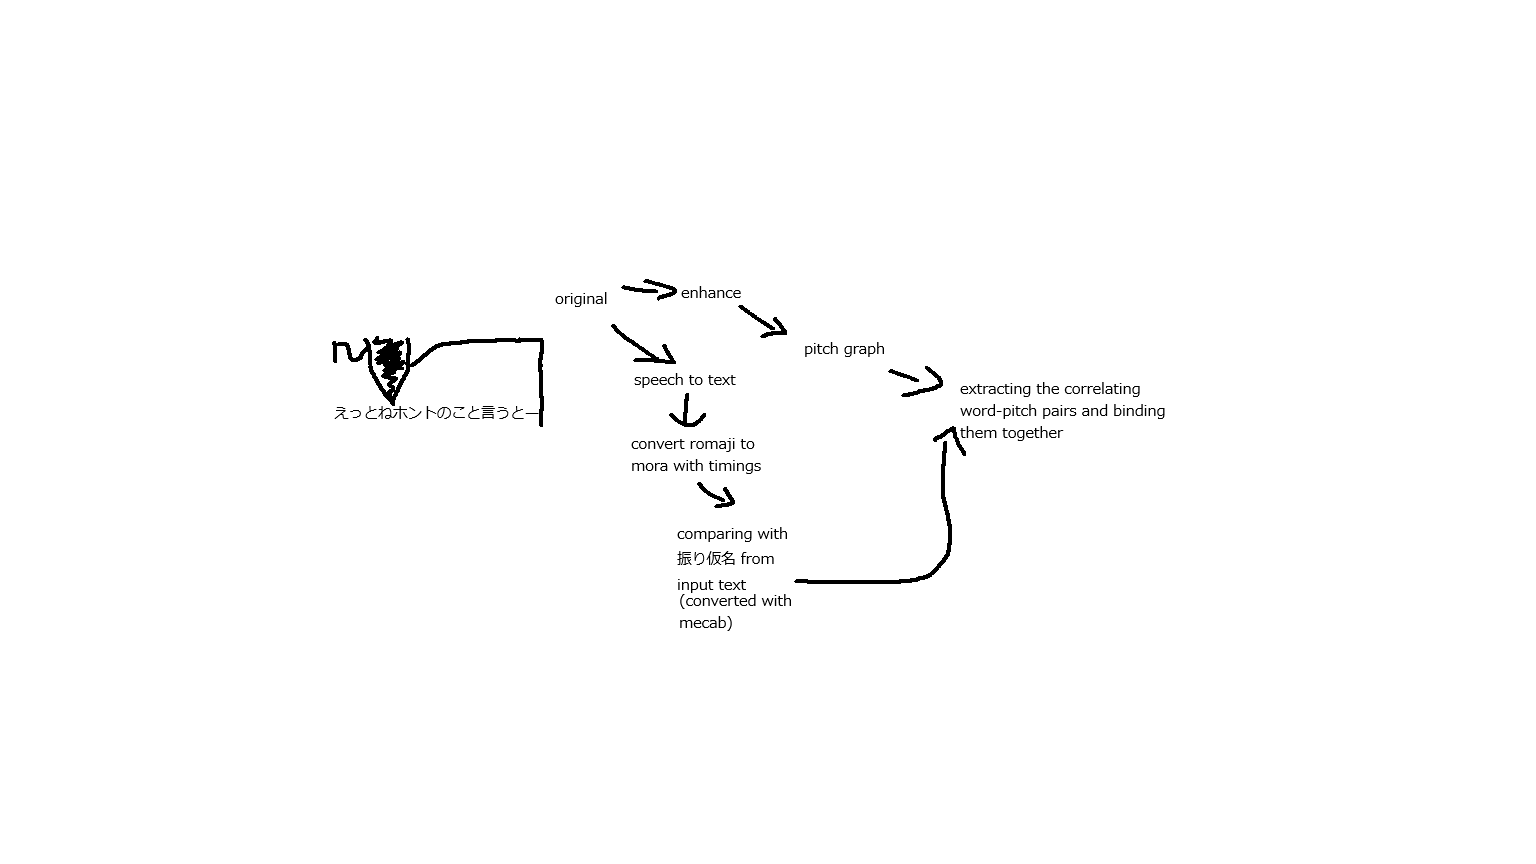 original
enhance
pitch graph
speech to text
extracting the correlating
word-pitch pairs and binding
them together
えっとねホントのこと言うとー
convert romaji to
mora with timings
comparing with
振り仮名 from
input text
(converted with
mecab)